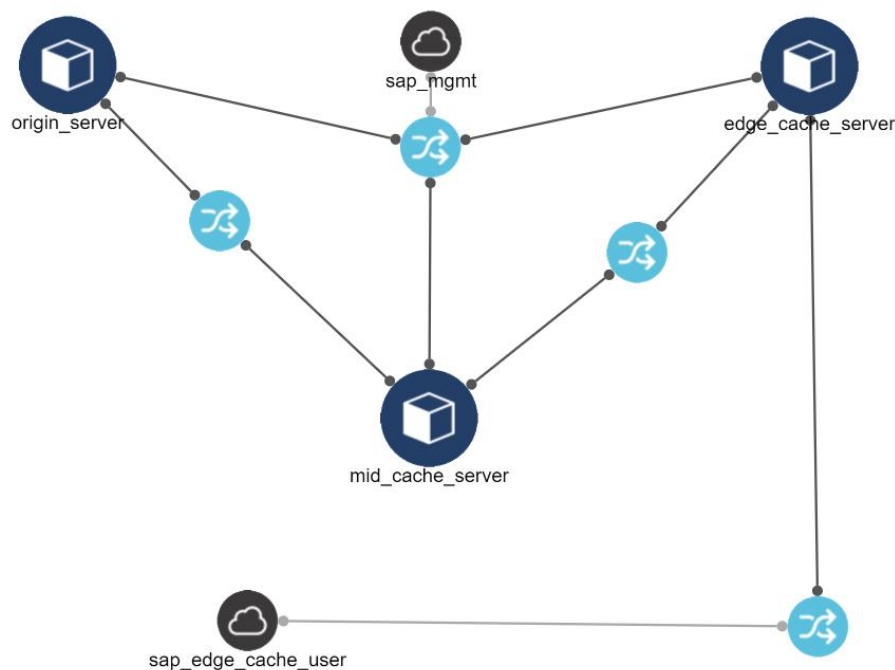 sap_mgmt
origin_server
edge_cache_server
mid_cache_server
sap_edge_cache_user